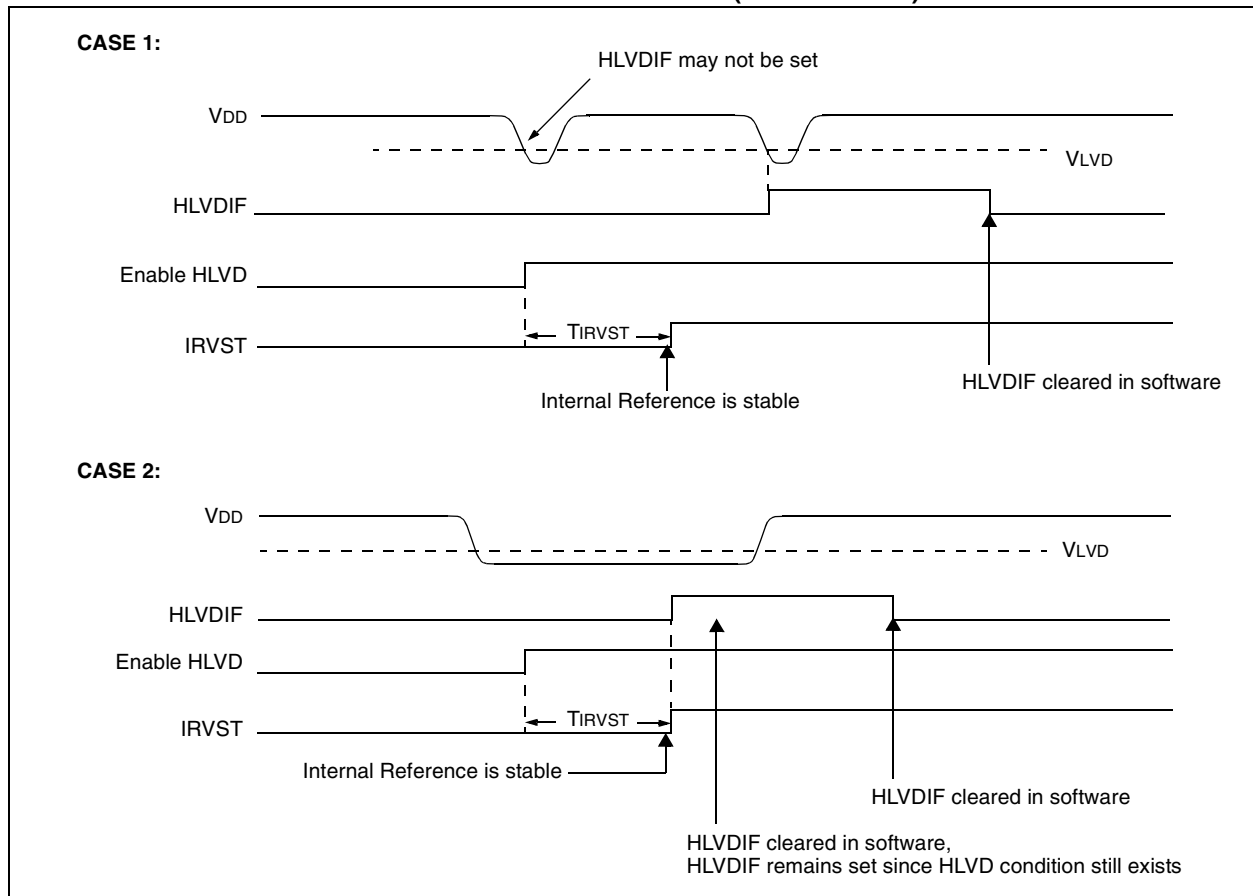 CASE 1:
HLVDIF may not be set
VDD
VLVD
HLVDIF
Enable HLVD
TIRVST
IRVST
HLVDIF cleared in software
Internal Reference is stable
CASE 2:
VDD
VLVD
HLVDIF
Enable HLVD
TIRVST
IRVST
Internal Reference is stable
HLVDIF cleared in software
HLVDIF cleared in software,
HLVDIF remains set since HLVD condition still exists